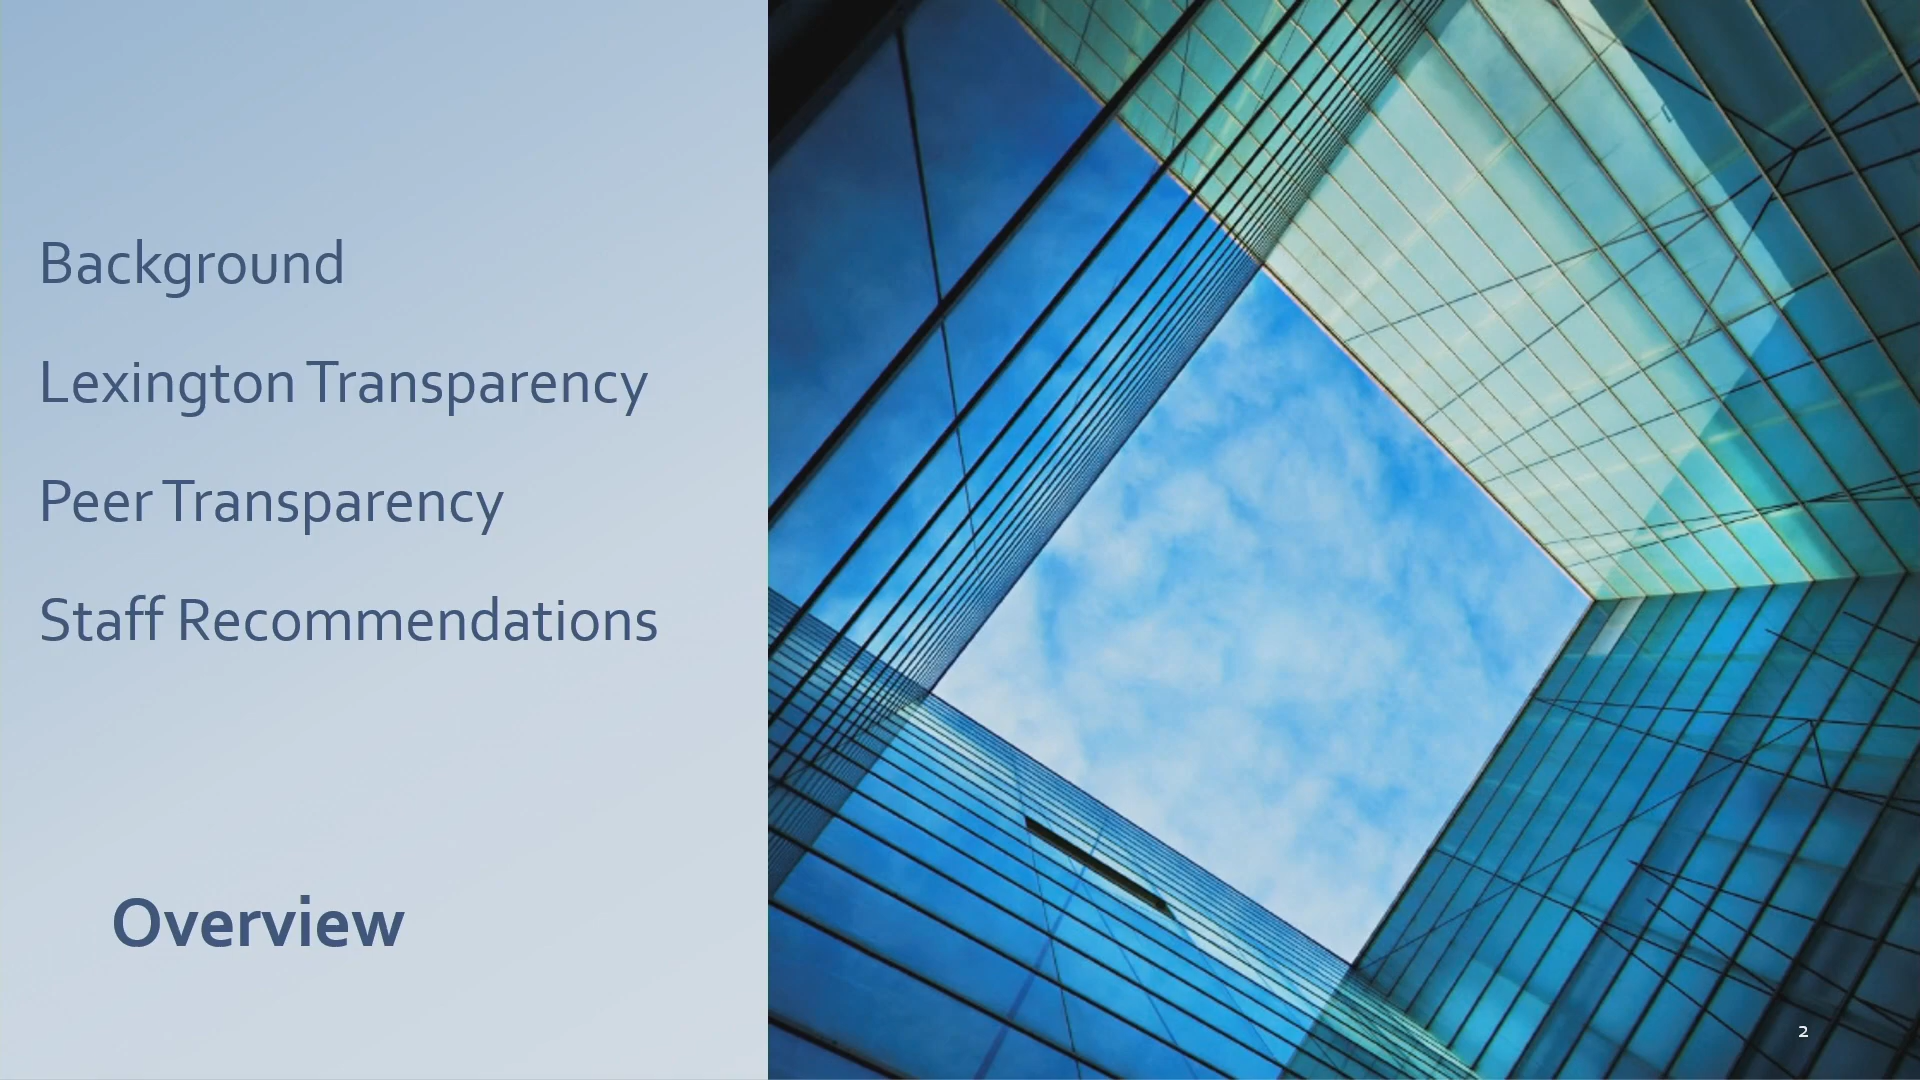 Background
Lexington Transparency
Peer Transparency
Staff Recommendations
Overview
2